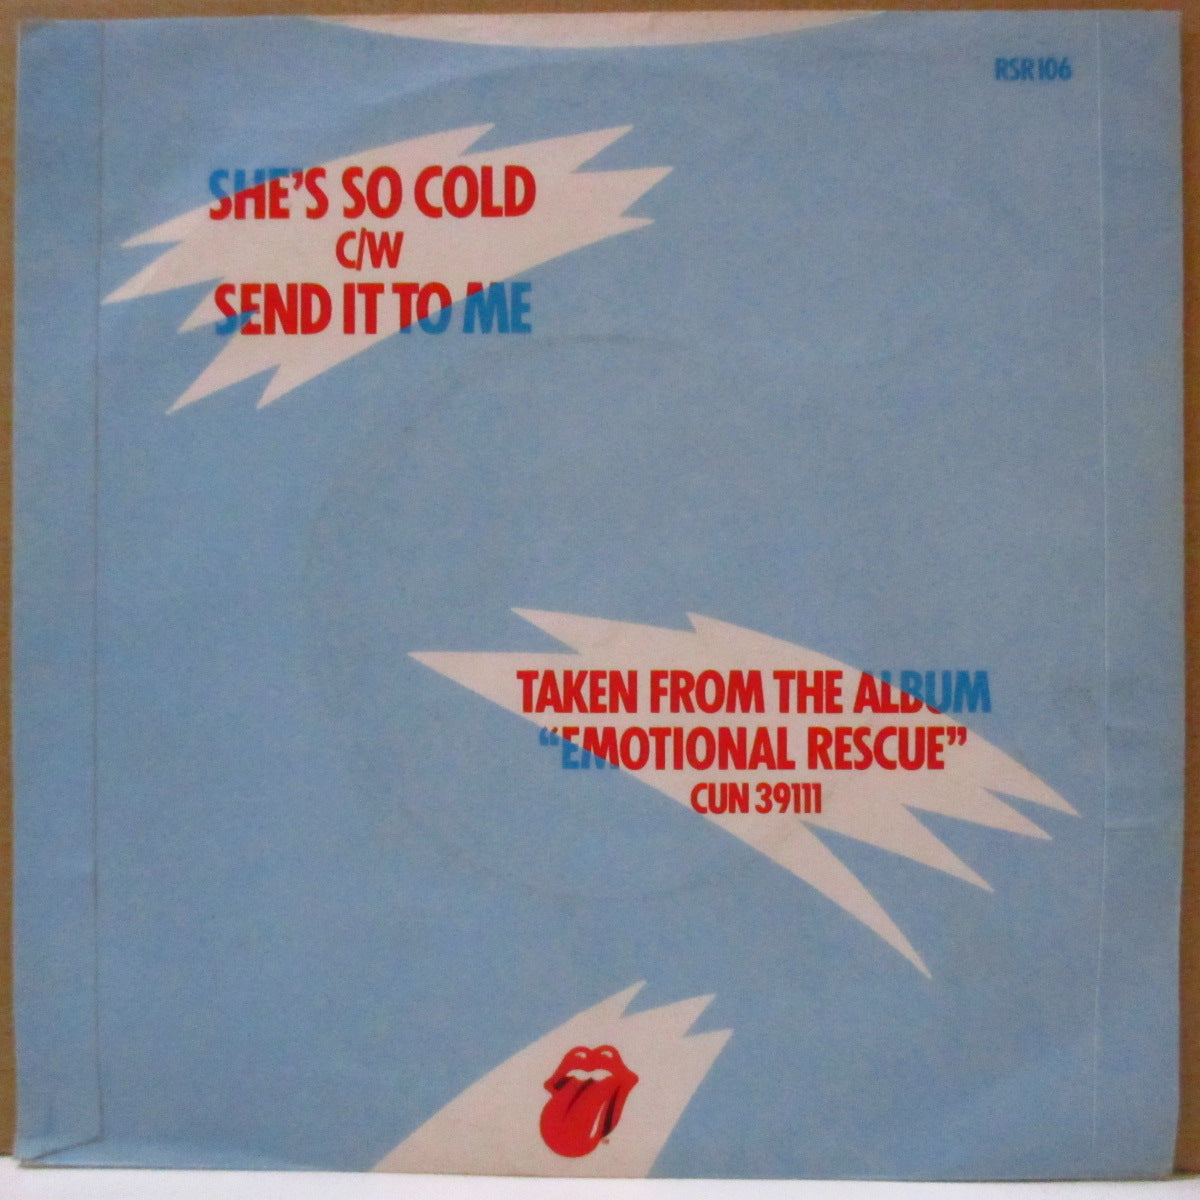 RSR 106
SHE'S SO COLD
C/W
SEND IT TO ME
TAKEN FROM THE ALBUM
"EMOTIONAL RESCUE"
CUN 39111